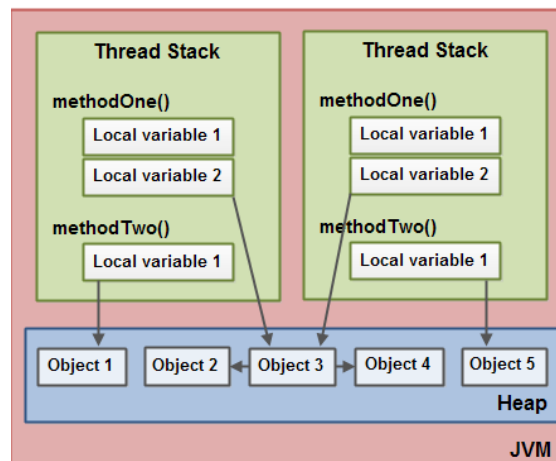 Thread Stack
methodOne()
Local variable 1
Local variable 2
methodTwo()
Local variable 1
Thread Stack
methodOne()
Local variable 1
Local variable 2
methodTwo()
Local variable 1
Object 1
Object 2
Object 3
Object 4
Object 5
Heap
JVM